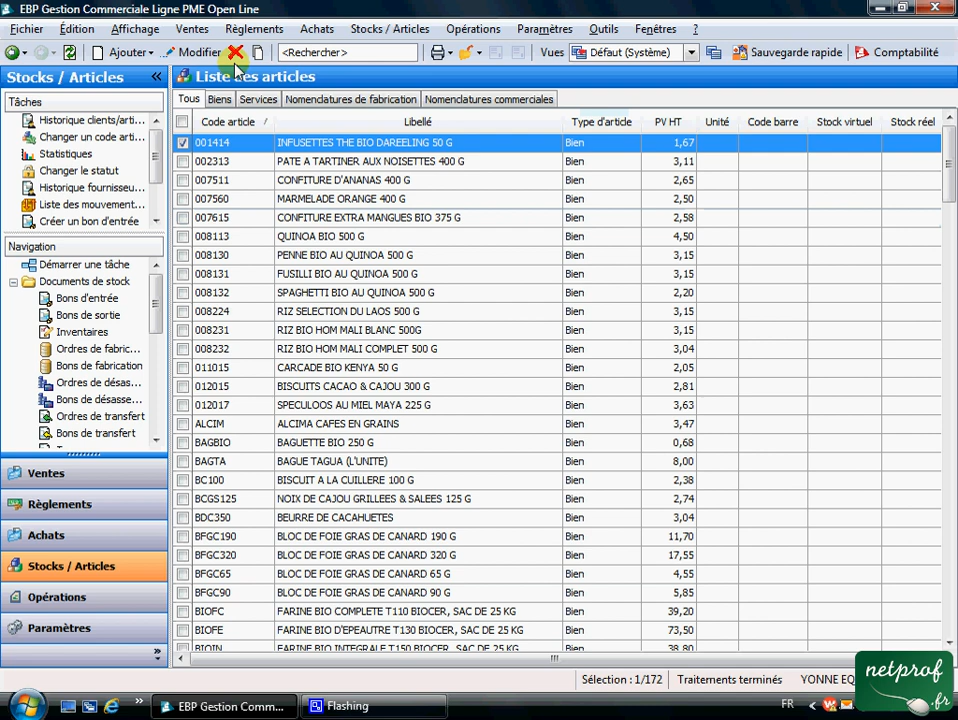 EBP Gestion Commerciale Ligne PME Open Line
Fichier Édition Affichage Ventes Règlements Achats Stocks / Articles Opérations Paramètres Outils Fenêtres ?
Ajouter Modifier <Rechercher> Vues Défaut (Système) Sauvegarde rapide Comptabilité
Stocks / Articles «
Tâches
Historique clients/arti...
Changer un code arti...
Statistiques
Changer le statut
Historique fournisseu...
Liste des mouvement...
Créer un bon d'entrée
Navigation
Démarrer une tâche
Documents de stock
Bons d'entrée
Bons de sortie
Inventaires
Ordres de fabric...
Bons de fabrication
Ordres de désas...
Bons de désasse...
Ordres de transfert
Bons de transfert
Ventes
Règlements
Achats
Stocks / Articles
Opérations
Paramètres
»
Liste des articles
Tous Biens Services Nomenclatures de fabrication Nomenclatures commerciales
Code article Libellé Type d'article PV HT Unité Code barre Stock virtuel Stock réel
001414 INFUSETTES THE BIO DAREELING 50 G Bien 1,67
002313 PATE A TARTINER AUX NOISETTES 400 G Bien 3,11
007511 CONFITURE D'ANANAS 400 G Bien 2,65
007560 MARMELADE ORANGE 400 G Bien 2,50
007615 CONFITURE EXTRA MANGUES BIO 375 G Bien 2,58
008113 QUINOA BIO 500 G Bien 4,50
008130 PENNE BIO AU QUINOA 500 G Bien 3,15
008131 FUSILLI BIO AU QUINOA 500 G Bien 3,15
008132 SPAGHETTI BIO AU QUINOA 500 G Bien 2,20
008224 RIZ SELECTION DU LAOS 500 G Bien 3,15
008231 RIZ BIO HOM MALI BLANC 500G Bien 3,15
008232 RIZ BIO HOM MALI COMPLET 500 G Bien 3,04
011015 CARCADE BIO KENYA 50 G Bien 2,05
012015 BISCUITS CACAO & CAJOU 300 G Bien 2,81
012017 SPECULOOS AU MIEL MAYA 225 G Bien 3,63
ALCIM ALCIMA CAFES EN GRAINS Bien 3,47
BAGBIO BAGUETTE BIO 250 G Bien 0,68
BAGTA BAGUE TAGUA (L'UNITE) Bien 8,00
BC100 BISCUIT A LA CUILLERE 100 G Bien 2,38
BCGS125 NOIX DE CAJOU GRILLEES & SALEES 125 G Bien 2,74
BDC350 BEURRE DE CACAHUETES Bien 3,04
BFGC190 BLOC DE FOIE GRAS DE CANARD 190 G Bien 11,70
BFGC320 BLOC DE FOIE GRAS DE CANARD 320 G Bien 17,55
BFGC65 BLOC DE FOIE GRAS DE CANARD 65 G Bien 4,55
BFGC90 BLOC DE FOIE GRAS DE CANARD 90 G Bien 5,85
BIOFC FARINE BIO COMPLETE T110 BIOCER, SAC DE 25 KG Bien 39,20
BIOFE FARINE BIO D'EPEAUTRE T130 BIOCER, SAC DE 25 KG Bien 73,50
BIOIN FARINE BIO INTEGRALE T150 BIOCER, SAC DE 25 KG Bien 38,80
Sélection : 1/172 Traitements terminés YONNE EQ
netprof.fr
» EBP Gestion Comm... Flashing FR <